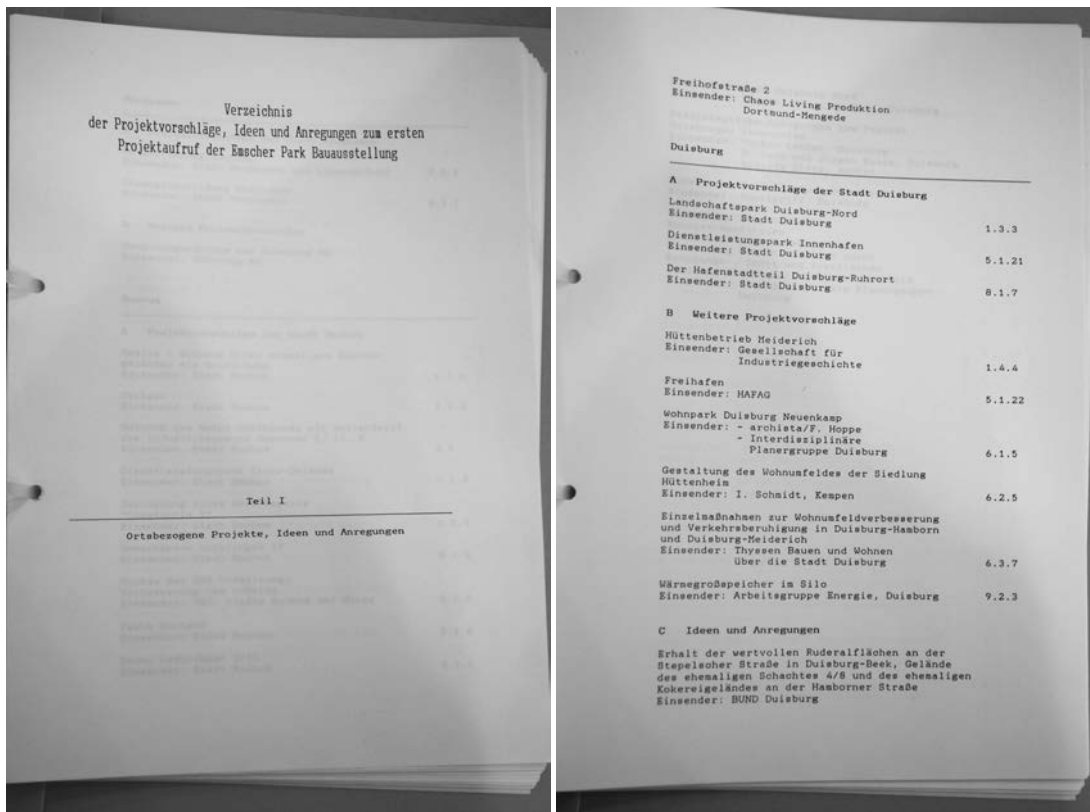 Verzeichnis
der Projektvorschläge, Ideen und Anregungen zum ersten
Projektaufruf der Emscher Park Bauausstellung
Teil I
Ortsbezogene Projekte, Ideen und Anregungen
Freihofstraße 2
Einsender: Chaos Living Produktion
Dortmund-Mengede
Duisburg
A Projektvorschläge der Stadt Duisburg
Landschaftspark Duisburg-Nord
Einsender: Stadt Duisburg 1.3.3
Dienstleistungspark Innenhafen
Einsender: Stadt Duisburg 5.1.21
Der Hafenstadtteil Duisburg-Ruhrort
Einsender: Stadt Duisburg 8.1.7
B Weitere Projektvorschläge
Hüttenbetrieb Meiderich
Einsender: Gesellschaft für
Industriegeschichte 1.4.4
Freihafen
Einsender: HAFAG 5.1.22
Wohnpark Duisburg Neuenkamp
Einsender: - archista/F. Hoppe
- Interdisziplinäre
Planergruppe Duisburg 6.1.5
Gestaltung des Wohnumfeldes der Siedlung
Hüttenheim
Einsender: I. Schmidt, Kempen 6.2.5
Einzelmaßnahmen zur Wohnumfeldverbesserung
und Verkehrsberuhigung in Duisburg-Hamborn
und Duisburg-Meiderich
Einsender: Thyssen Bauen und Wohnen
über die Stadt Duisburg 6.3.7
Wärmegroßspeicher im Silo
Einsender: Arbeitsgruppe Energie, Duisburg 9.2.3
C Ideen und Anregungen
Erhalt der wertvollen Ruderalflächen an der
Stepelscher Straße in Duisburg-Beek, Gelände
des ehemaligen Schachtes 4/8 und des ehemaligen
Kokereigeländes an der Hamborner Straße
Einsender: BUND Duisburg